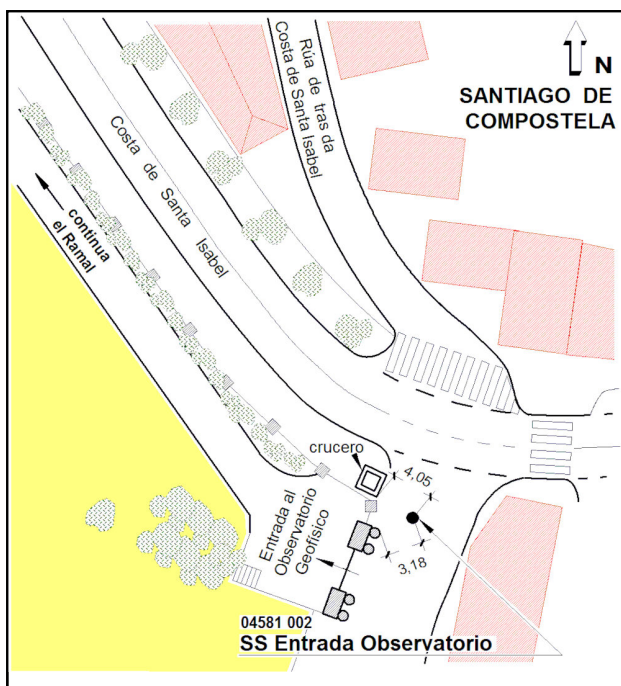 N
SANTIAGO DE
COMPOSTELA
Rúa de tras da
Costa de Santa Isabel
Costa de Santa Isabel
continua
el Ramal
crucero
4,05
3,18
Entrada al
Observatorio
Geofísico
04581 002
SS Entrada Observatorio